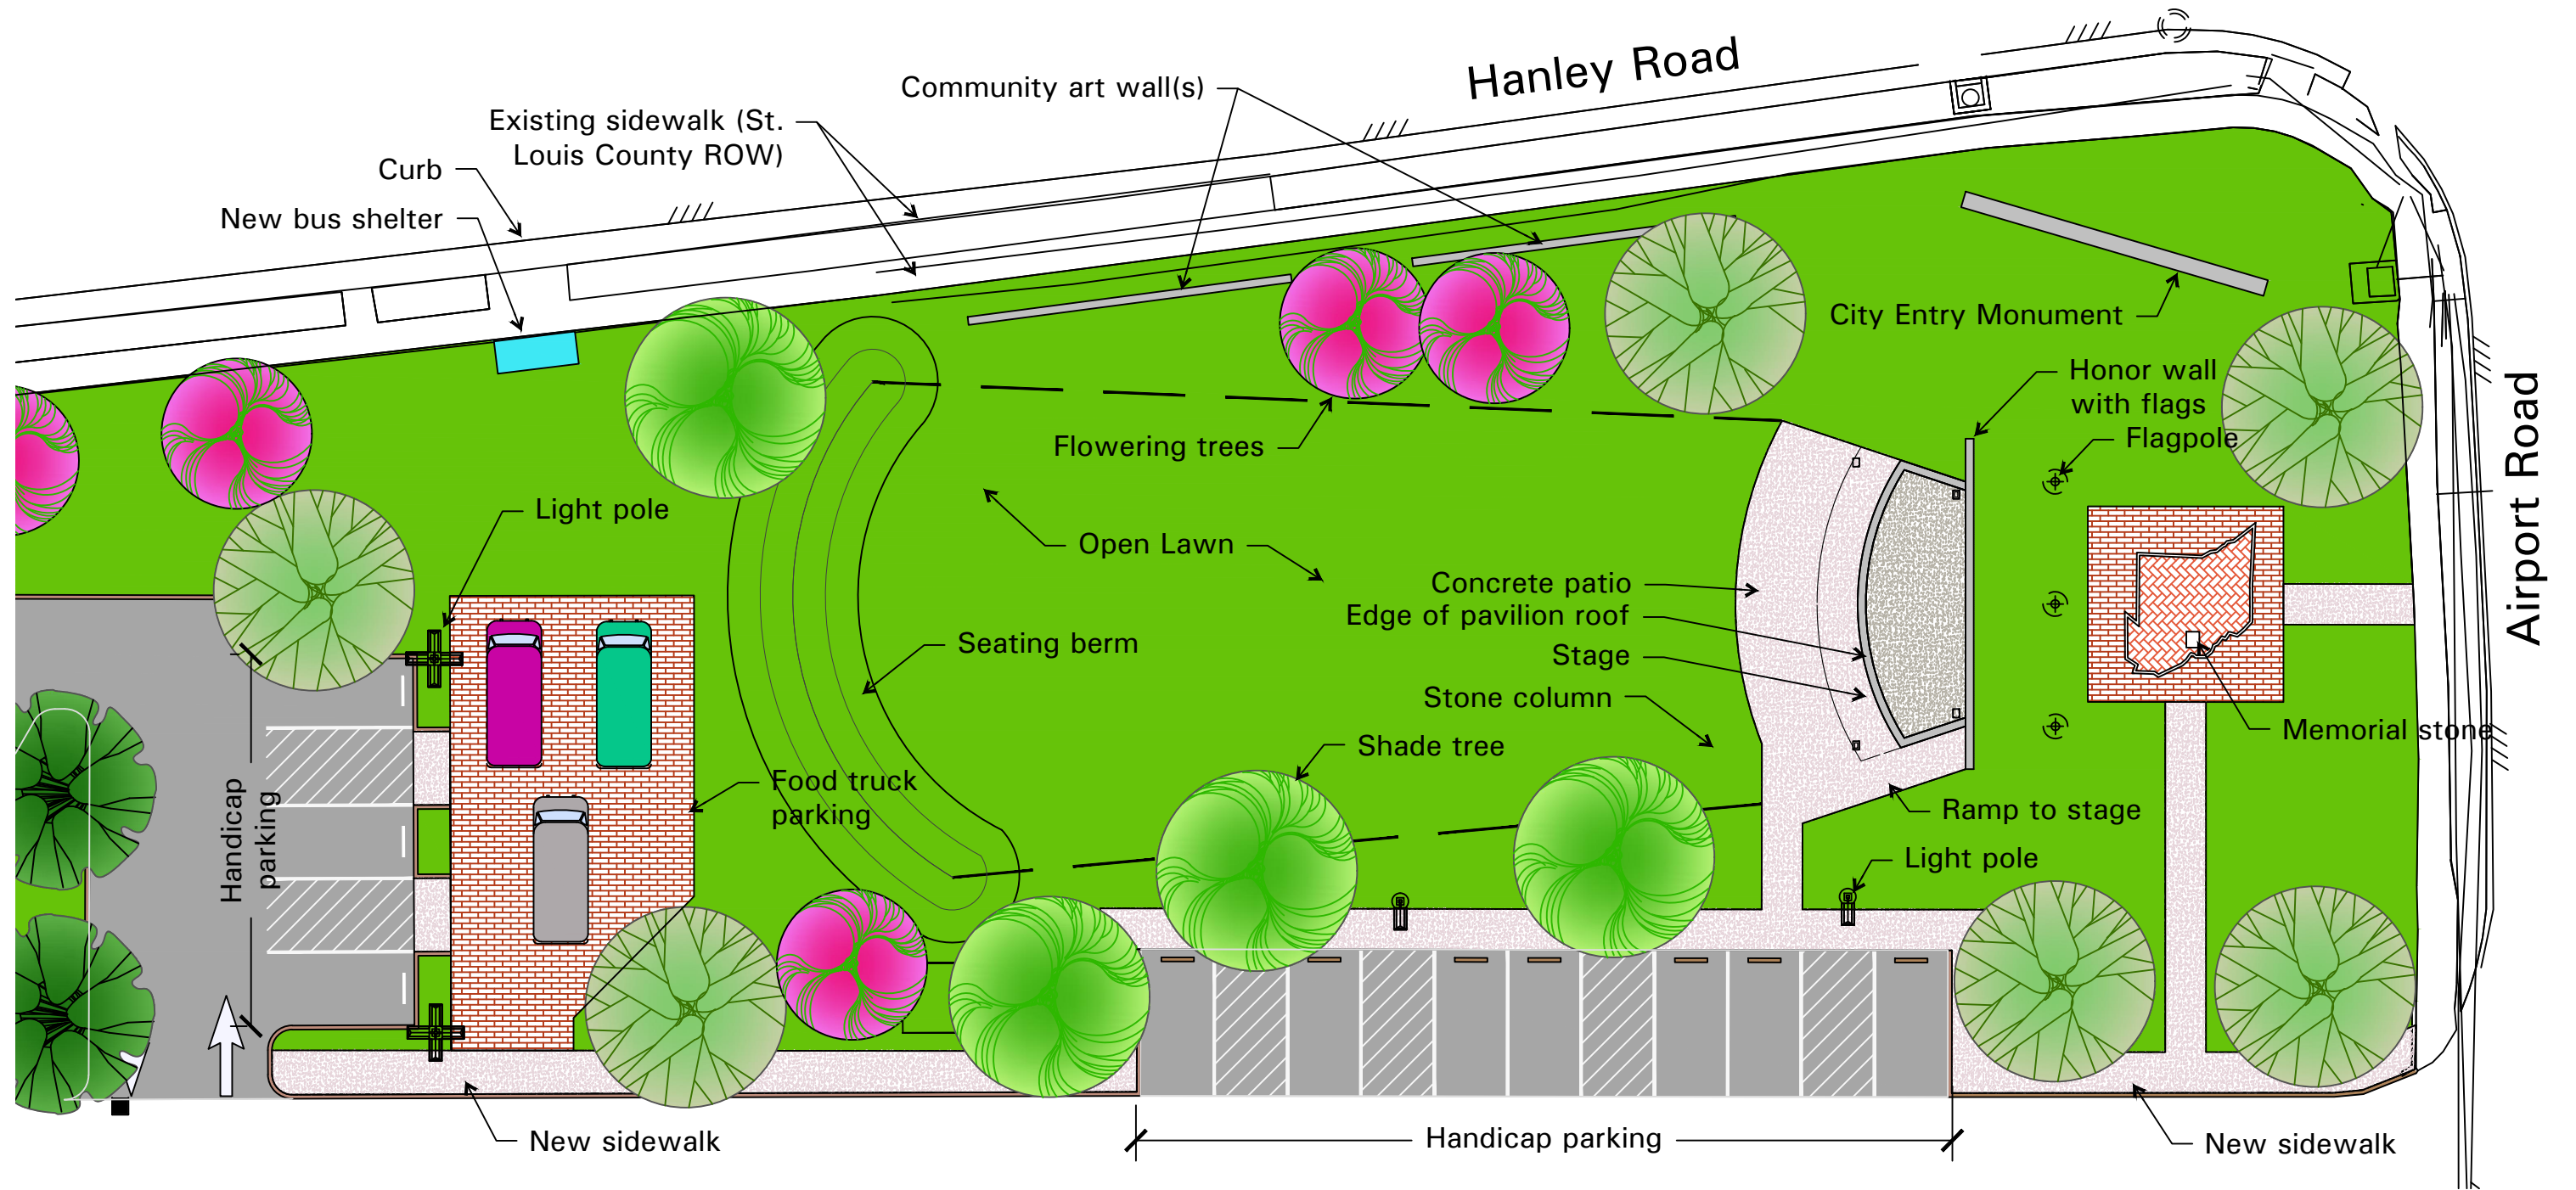 Hanley Road
Community art wall(s)
Existing sidewalk (St.
Louis County ROW)
Curb
New bus shelter
City Entry Monument
Honor wall
with flags
Flagpole
Airport Road
Flowering trees
Light pole
Open Lawn
Concrete patio
Edge of pavilion roof
Stage
Stone column
Seating berm
Shade tree
Memorial stone
Food truck
parking
Handicap
parking
Ramp to stage
Light pole
New sidewalk
Handicap parking
New sidewalk